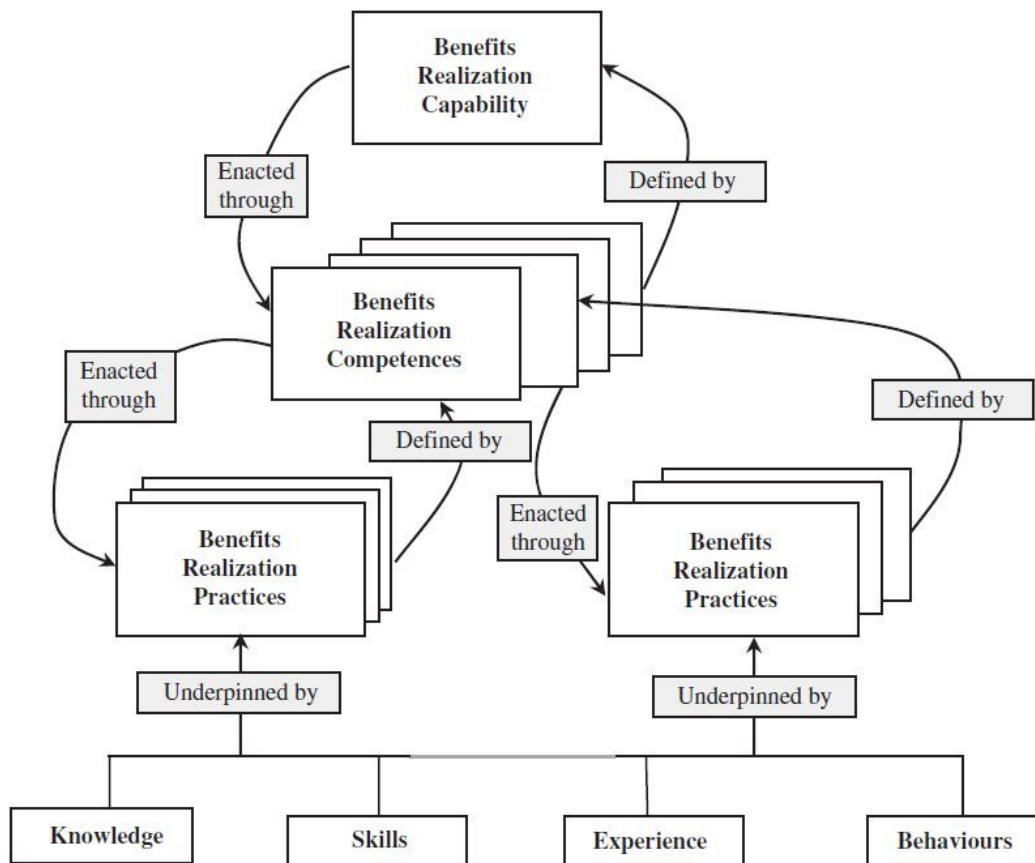 Benefits
Realization
Capability
Enacted
through
Defined by
Benefits
Realization
Competences
Enacted
through
Defined by
Defined by
Enacted
through
Benefits
Realization
Practices
Benefits
Realization
Practices
Underpinned by
Underpinned by
Knowledge
Skills
Experience
Behaviours